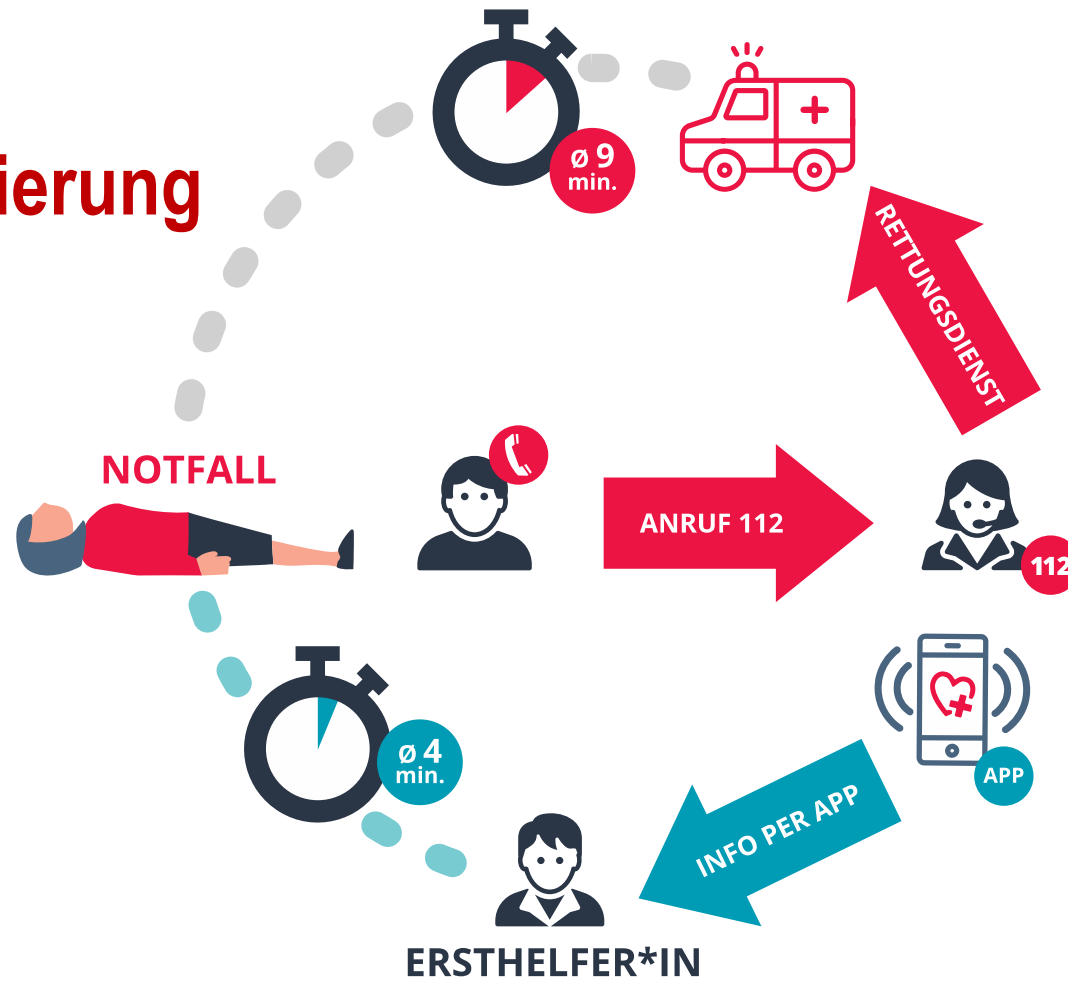 ierung
ø 9
min.
RETTUNGSDIENST
NOTFALL
ANRUF 112
112
ø 4
min.
APP
INFO PER APP
ERSTHELFER*IN